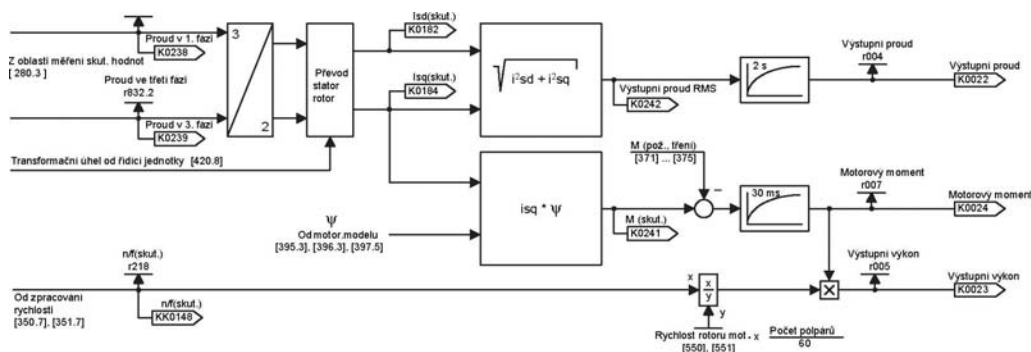 Proud v 1. fázi
K0238
Z oblasti měření skut. hodnot
[ 280.3 ]
Proud ve třetí fázi
r832.2
Proud v 3. fázi
K0239
Transformační úhel od řídicí jednotky [420.8]
3
2
Převod
stator
rotor
Isd(skut.)
K0182
Isq(skut.)
K0184
√ i²sd + i²sq
Výstupní proud RMS
K0242
2 s
Výstupní proud
r004
Výstupní proud
K0022
M (pož., tření)
[371] ... [375]
−
isq * ψ
ψ
Od motor.modelu
[395.3], [396.3], [397.5]
M (skut.)
K0241
30 ms
Motorový moment
r007
Motorový moment
K0024
n/f(skut.)
r218
Od zpracování
rychlosti
[350.7], [351.7]
n/f(skut.)
KK0148
x
x
y
y
Rychlost rotoru mot. x
[550], [551]
Počet polpárů
60
Výstupní výkon
r005
Výstupní výkon
K0023